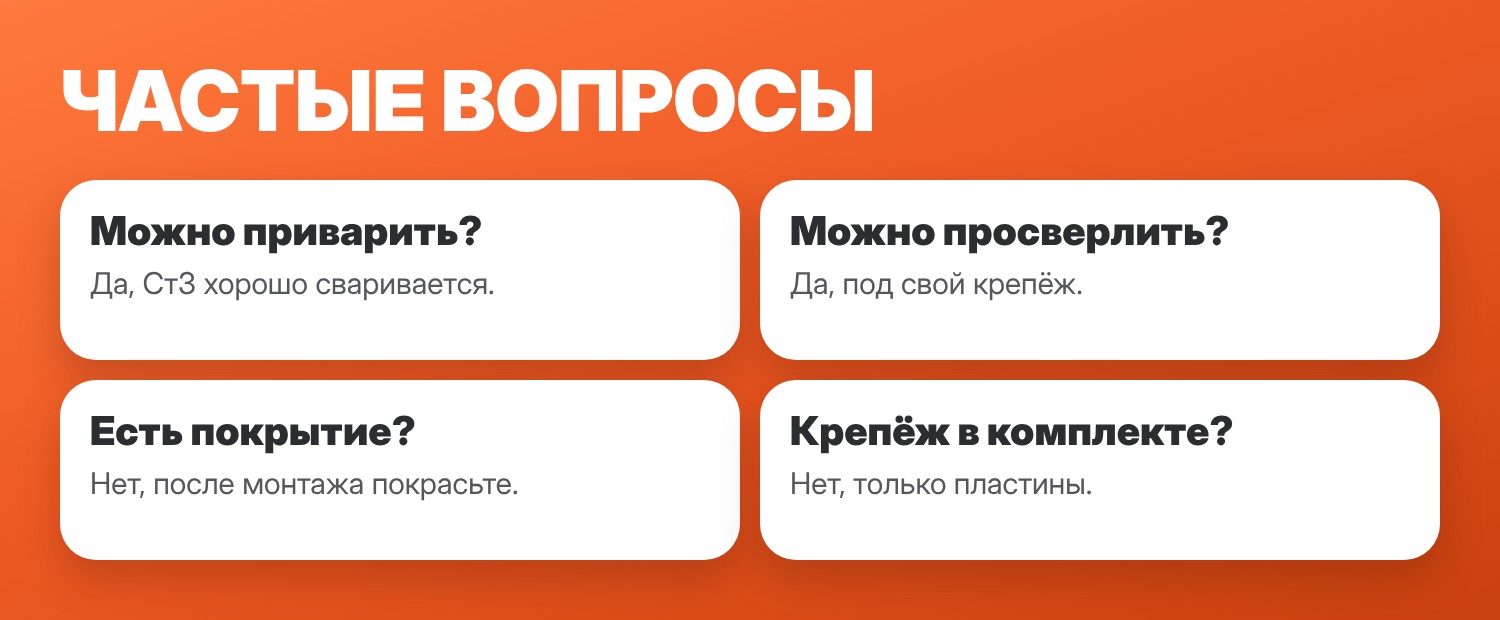 ЧАСТЫЕ ВОПРОСЫ
Можно приварить?
Да, Ст3 хорошо сваривается.
Можно просверлить?
Да, под свой крепёж.
Есть покрытие?
Нет, после монтажа покрасьте.
Крепёж в комплекте?
Нет, только пластины.